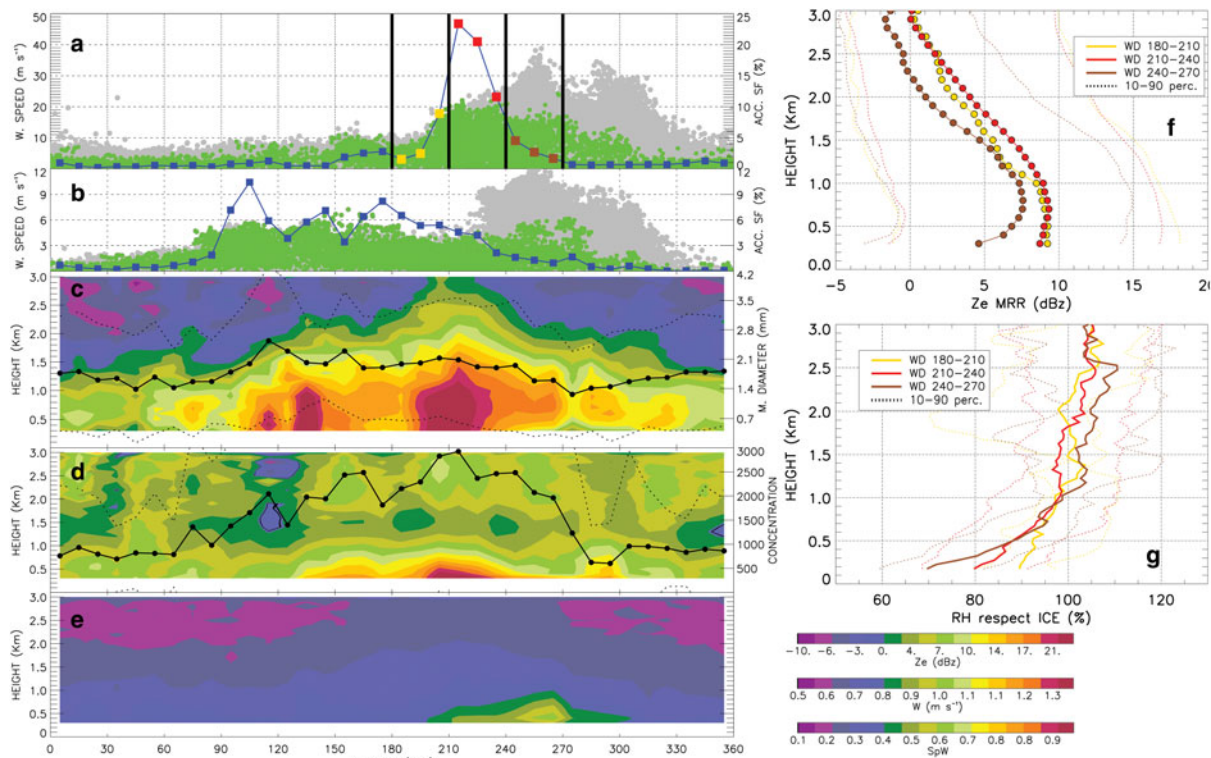 a
50
40
30
20
10
0
W. SPEED (m s⁻¹)
25
20
15
10
5
0
ACC. SF (%)
b
12
9
6
3
W. SPEED (m s⁻¹)
12
9
6
3
0
ACC. SF (%)
c
3.0
2.5
2.0
1.5
1.0
0.5
0
HEIGHT (Km)
4.2
3.5
2.8
2.1
1.4
0.7
M. DIAMETER (mm)
d
3.0
2.5
2.0
1.5
1.0
0.5
HEIGHT (Km)
3000
2500
2000
1500
1000
500
CONCENTRATION
e
3.0
2.5
2.0
1.5
1.0
0.5
0
HEIGHT (Km)
0 30 60 90 120 150 180 210 240 270 300 330 360
f
3.0
2.5
2.0
1.5
1.0
0.5
0.0
HEIGHT (Km)
WD 180-210
WD 210-240
WD 240-270
10-90 perc.
-5 0 5 10 15 20
Ze MRR (dBz)
g
3.0
2.5
2.0
1.5
1.0
0.5
0
HEIGHT (Km)
WD 180-210
WD 210-240
WD 240-270
10-90 perc.
60 80 100 120
RH respect ICE (%)
-10. -6. -3. 0. 4. 7. 10. 14. 17. 21.
Ze (dBz)
0.5 0.6 0.7 0.8 0.9 1.0 1.1 1.1 1.2 1.3
W (m s⁻¹)
0.1 0.2 0.3 0.4 0.5 0.6 0.7 0.8 0.9
SpW